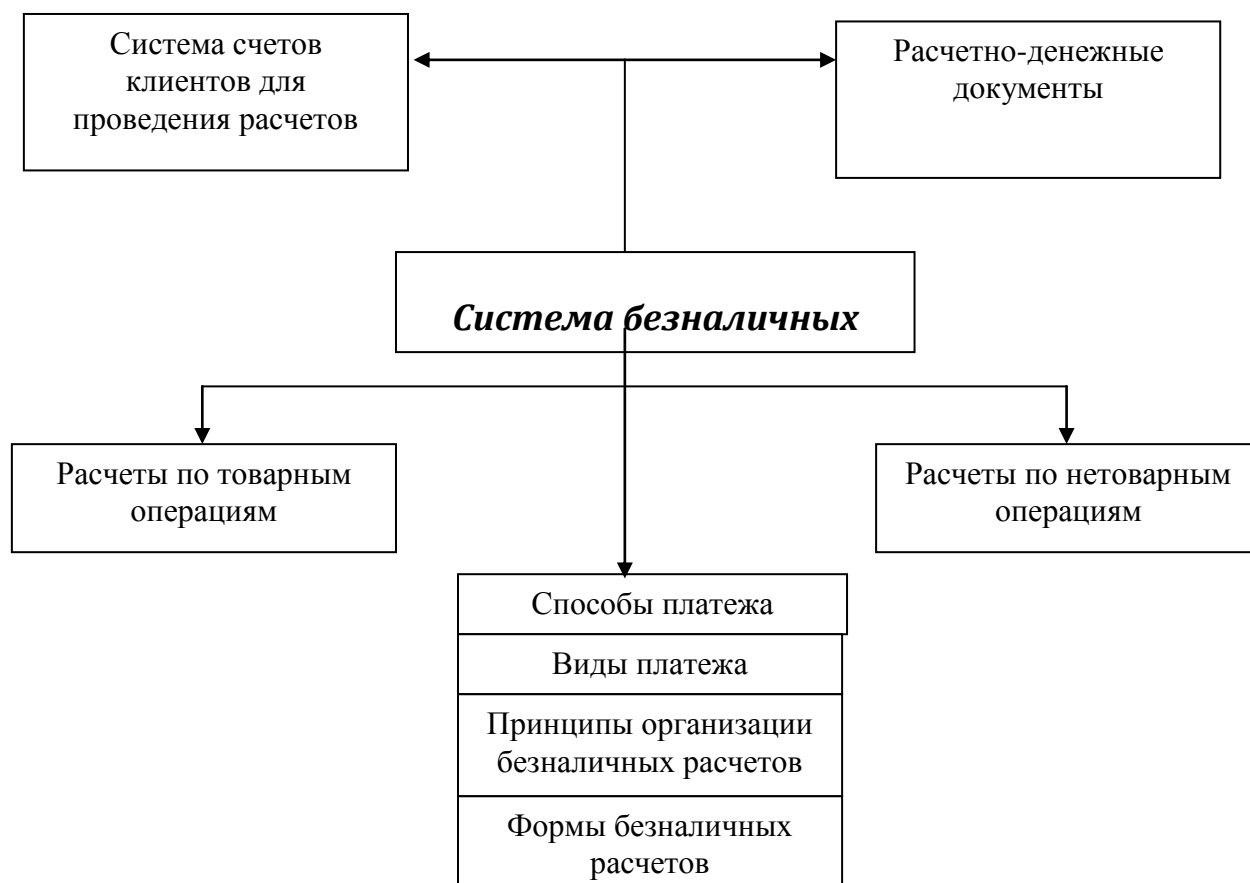 Система счетов
клиентов для
проведения расчетов
Расчетно-денежные
документы
Система безналичных
Расчеты по товарным
операциям
Расчеты по нетоварным
операциям
Способы платежа
Виды платежа
Принципы организации
безналичных расчетов
Формы безналичных
расчетов